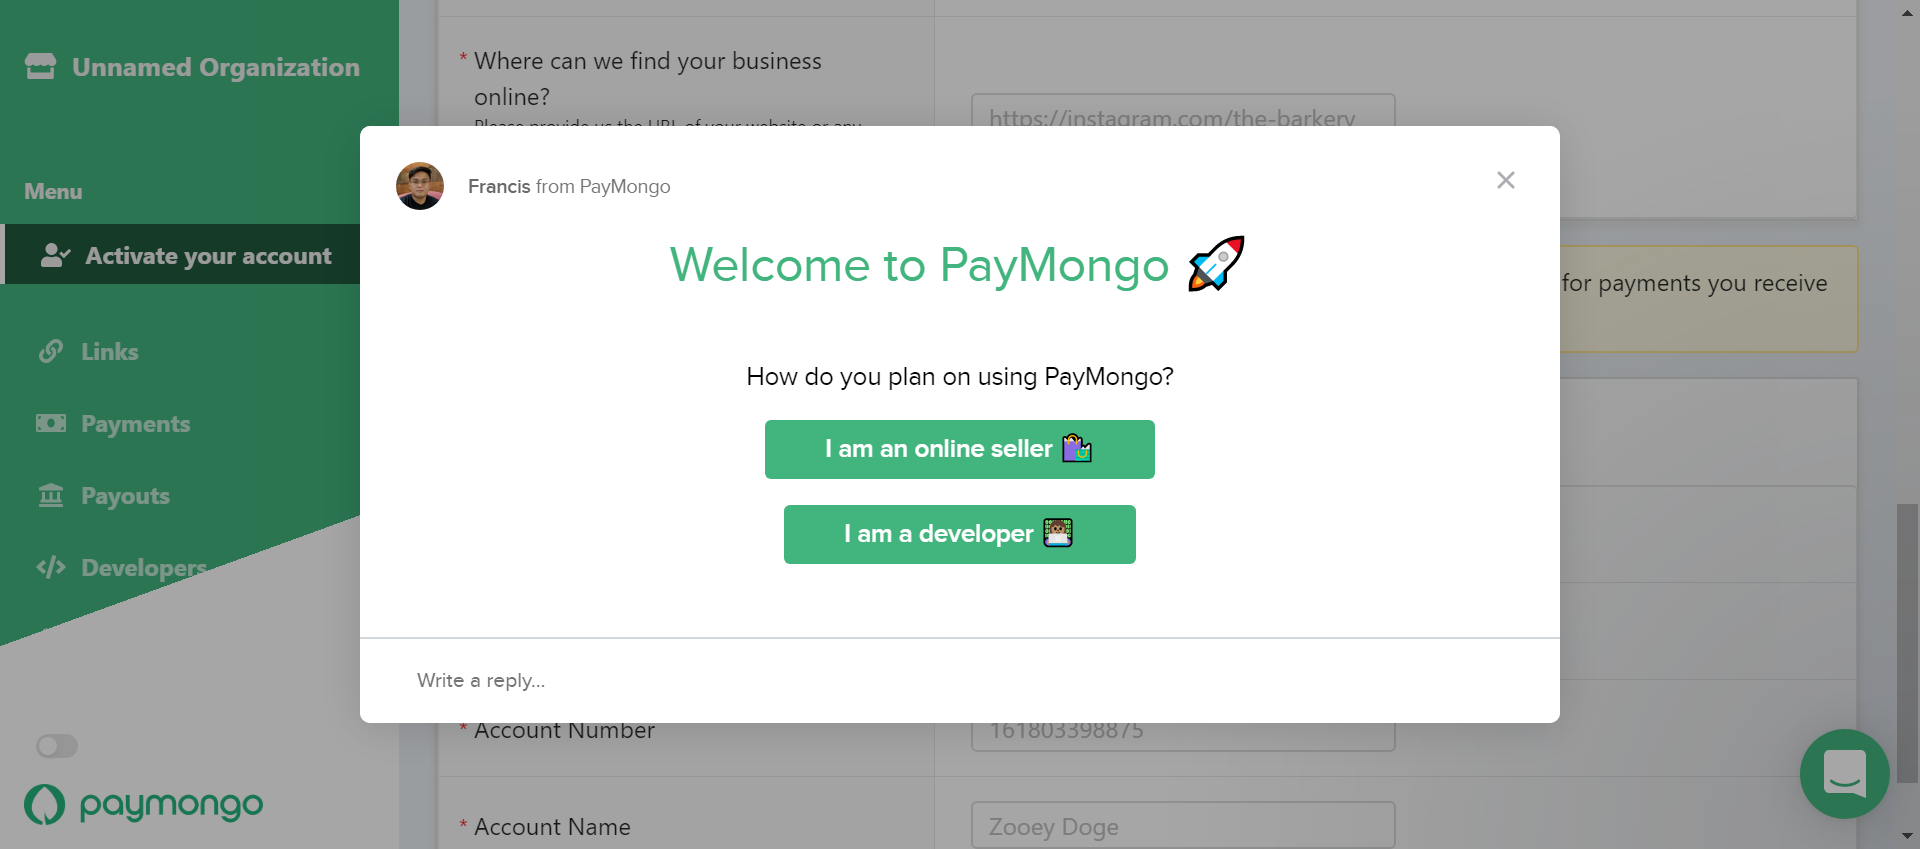 Unnamed Organization
Menu
Activate your account
Links
Payments
Payouts
Developers
paymongo
* Where can we find your business
online?
Please provide us the URL of your website or any
https://instagram.com/the-barkery
Francis from PayMongo
Welcome to PayMongo
How do you plan on using PayMongo?
I am an online seller
I am a developer
Write a reply...
for payments you receive
* Account Number
161803398875
* Account Name
Zooey Doge